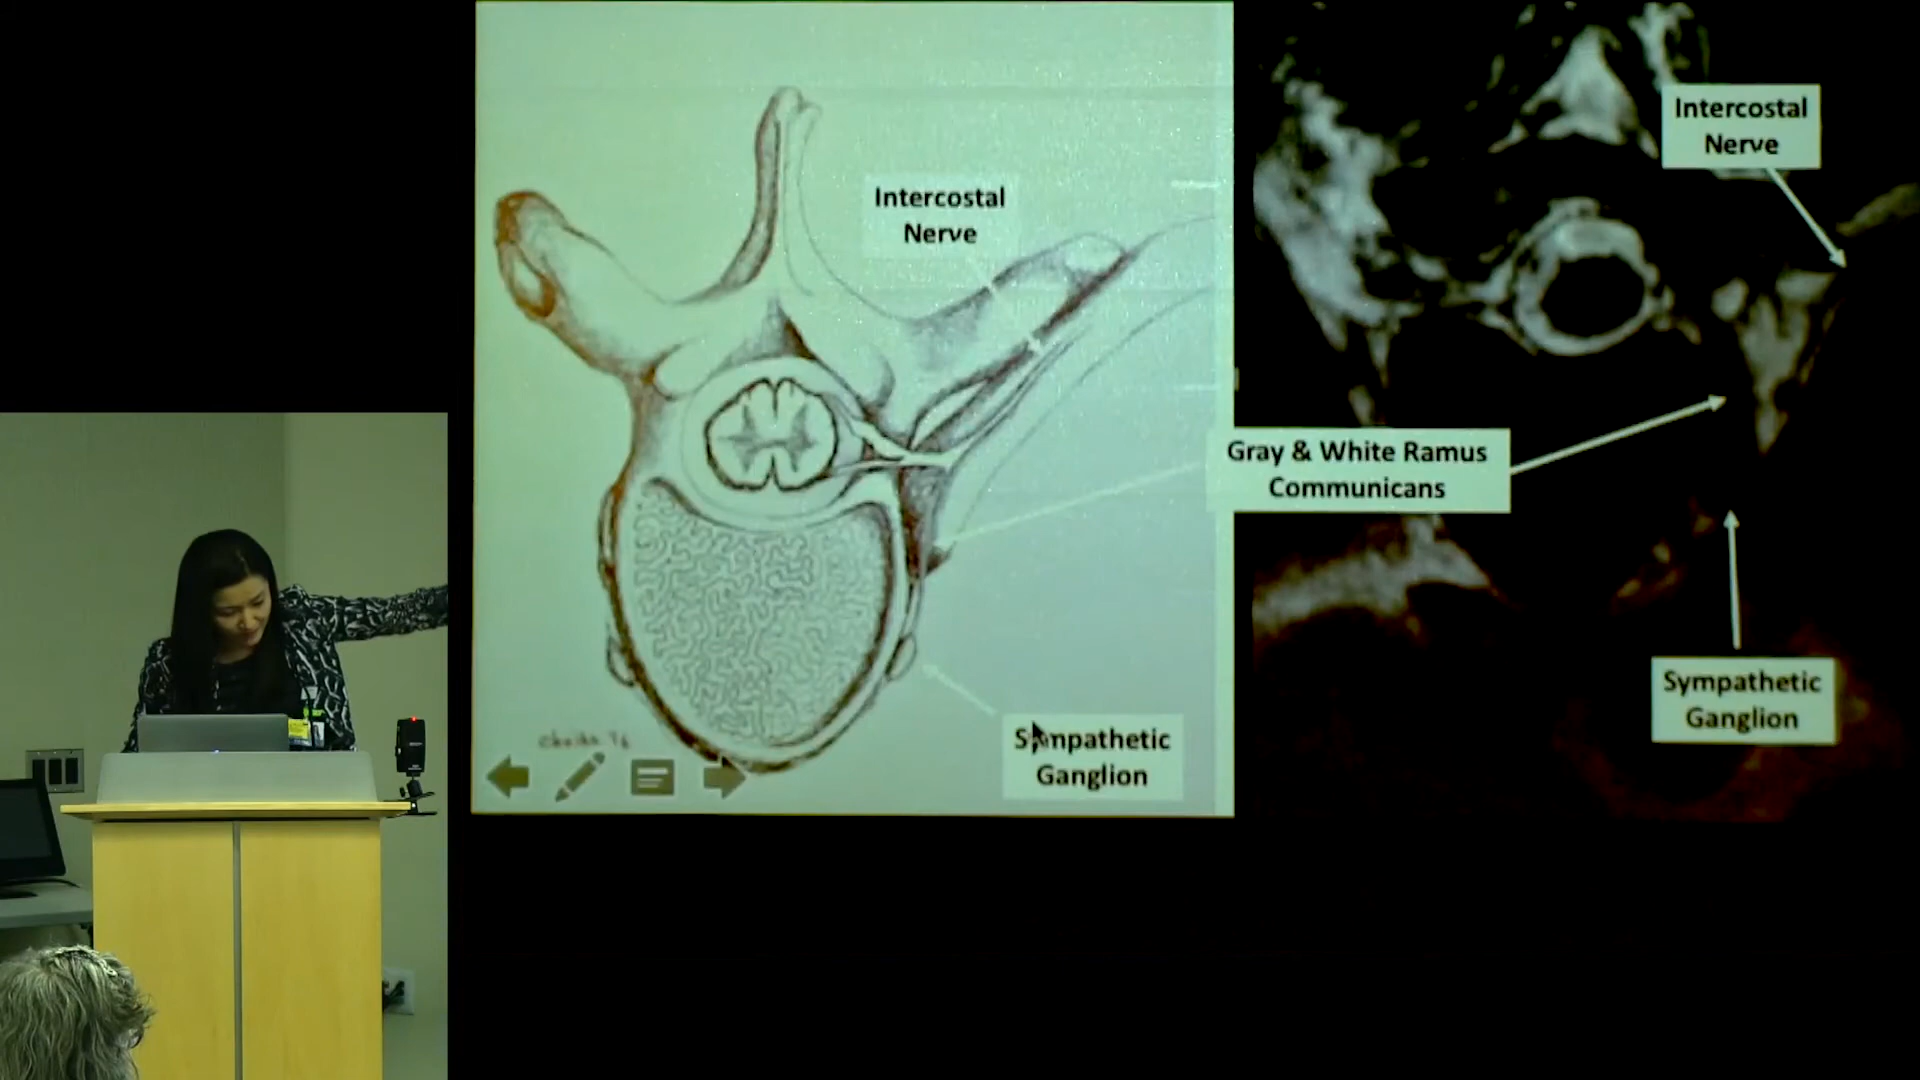 Intercostal
Nerve
Intercostal
Nerve
Gray & White Ramus
Communicans
Sympathetic
Ganglion
Sympathetic
Ganglion